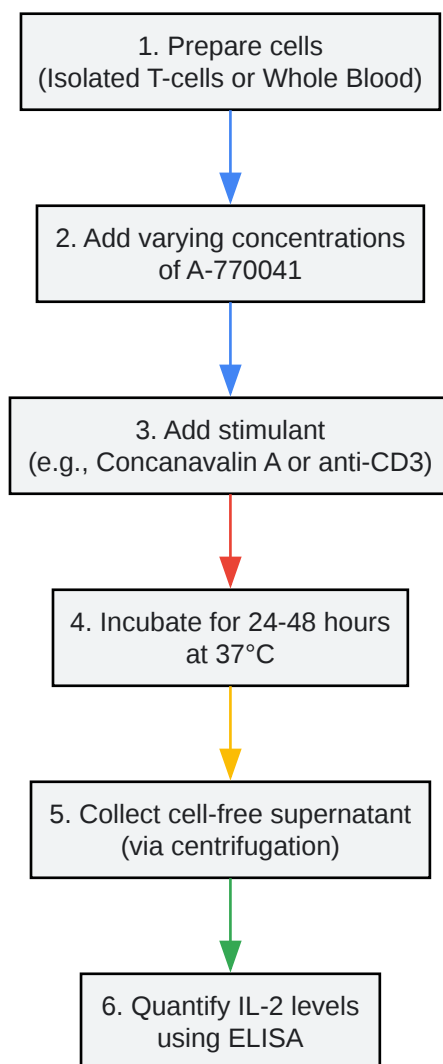 1. Prepare cells
(Isolated T-cells or Whole Blood)
2. Add varying concentrations
of A-770041
3. Add stimulant
(e.g., Concanavalin A or anti-CD3)
4. Incubate for 24-48 hours
at 37°C
5. Collect cell-free supernatant
(via centrifugation)
6. Quantify IL-2 levels
using ELISA